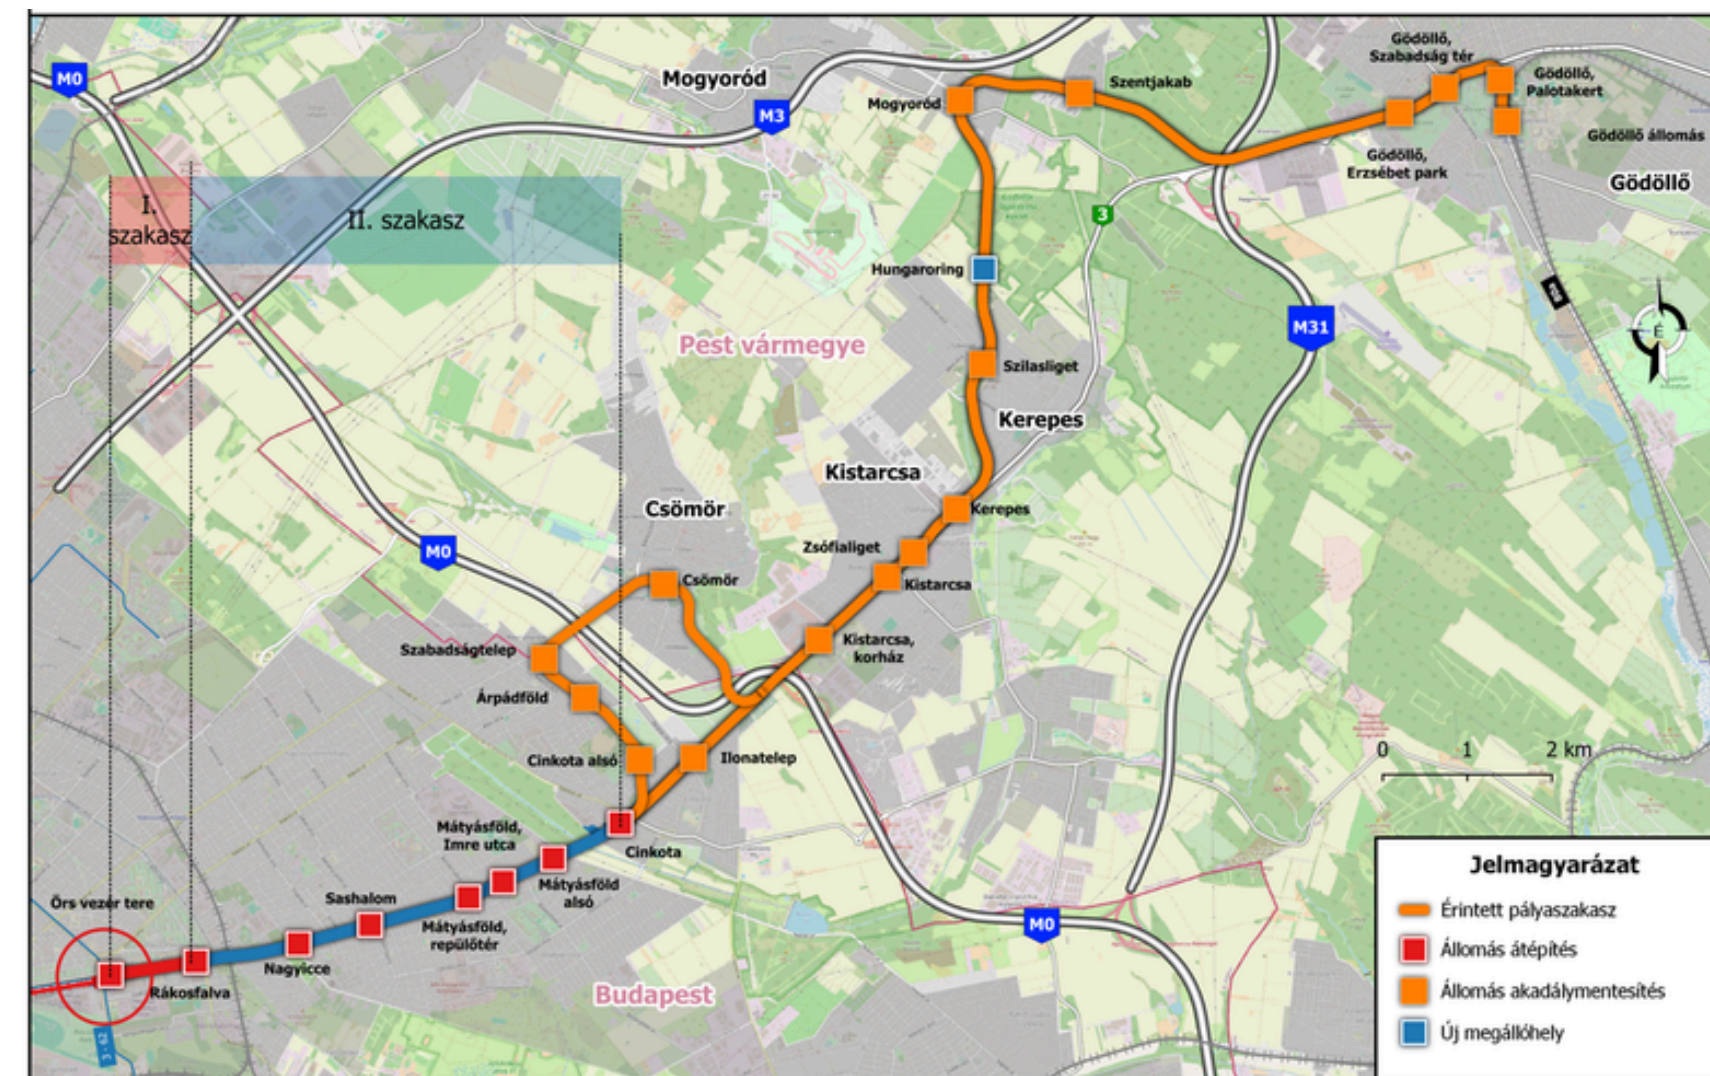 M0
Mogyoród
M3
Mogyoród
Szentjakab
Gödöllő,
Szabadság tér
Gödöllő,
Palotakert
Gödöllő állomás
Gödöllő,
Erzsébet park
Gödöllő
I.
szakasz
II. szakasz
3
Hungaroring
M31
É
Pest vármegye
Szilasliget
Kerepes
Kistarcsa
Csömör
Kerepes
Zsófialiget
M0
Csömör
Kistarcsa
Szabadságtelep
Kistarcsa,
korház
Árpádföld
Cinkota alsó
Ilonatelep
0 1 2 km
Mátyásföld,
Imre utca
Cinkota
Mátyásföld
alsó
Sashalom
Örs vezér tere
Mátyásföld,
repülőtér
Nagyicce
Rákosfalva
M0
Budapest
Jelmagyarázat
Érintett pályaszakasz
Állomás átépítés
Állomás akadálymentesítés
Új megállóhely